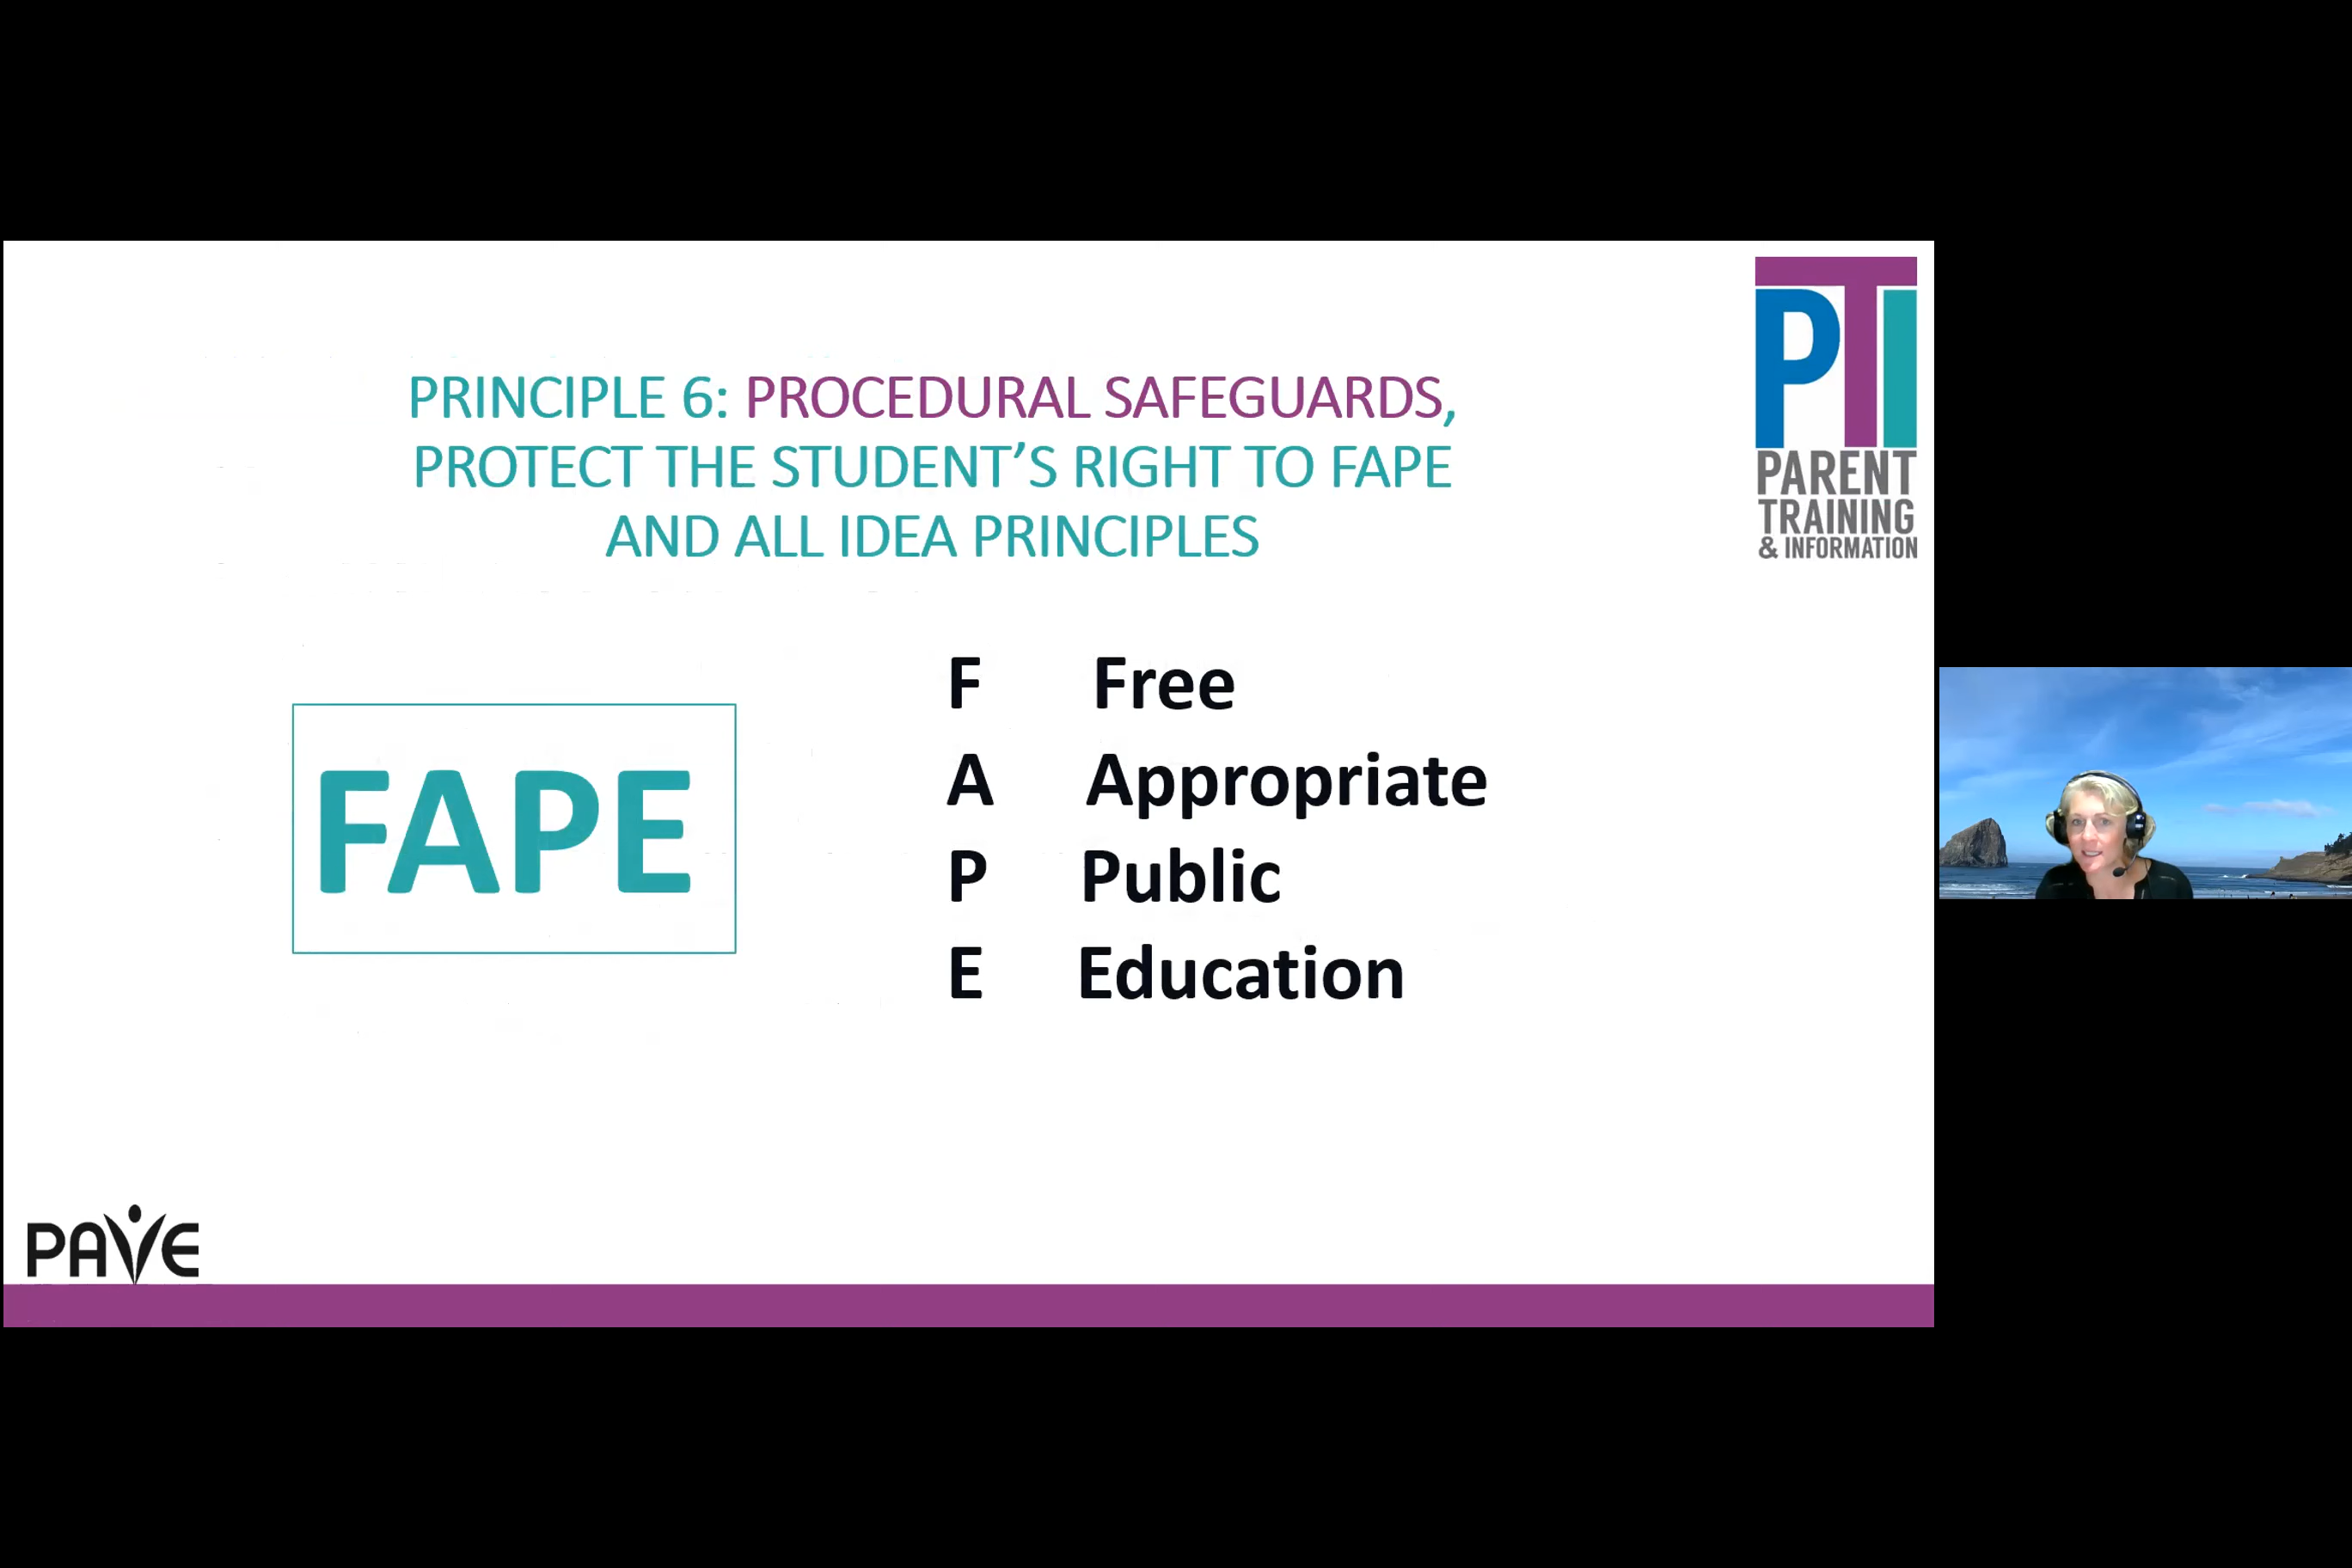 PRINCIPLE 6: PROCEDURAL SAFEGUARDS,
PROTECT THE STUDENT’S RIGHT TO FAPE
AND ALL IDEA PRINCIPLES
PTI
PARENT
TRAINING
& INFORMATION
FAPE
F Free
A Appropriate
P Public
E Education
PAVE